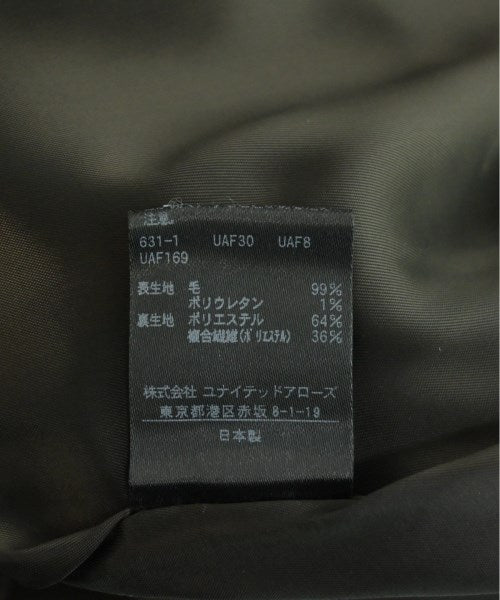 注意
631-1 UAF30 UAF8
UAF169
表生地 毛 99%
ポリウレタン 1%
裏生地 ポリエステル 64%
複合繊維(ポリエステル) 36%
株式会社 ユナイテッドアローズ
東京都港区赤坂8-1-19
日本製